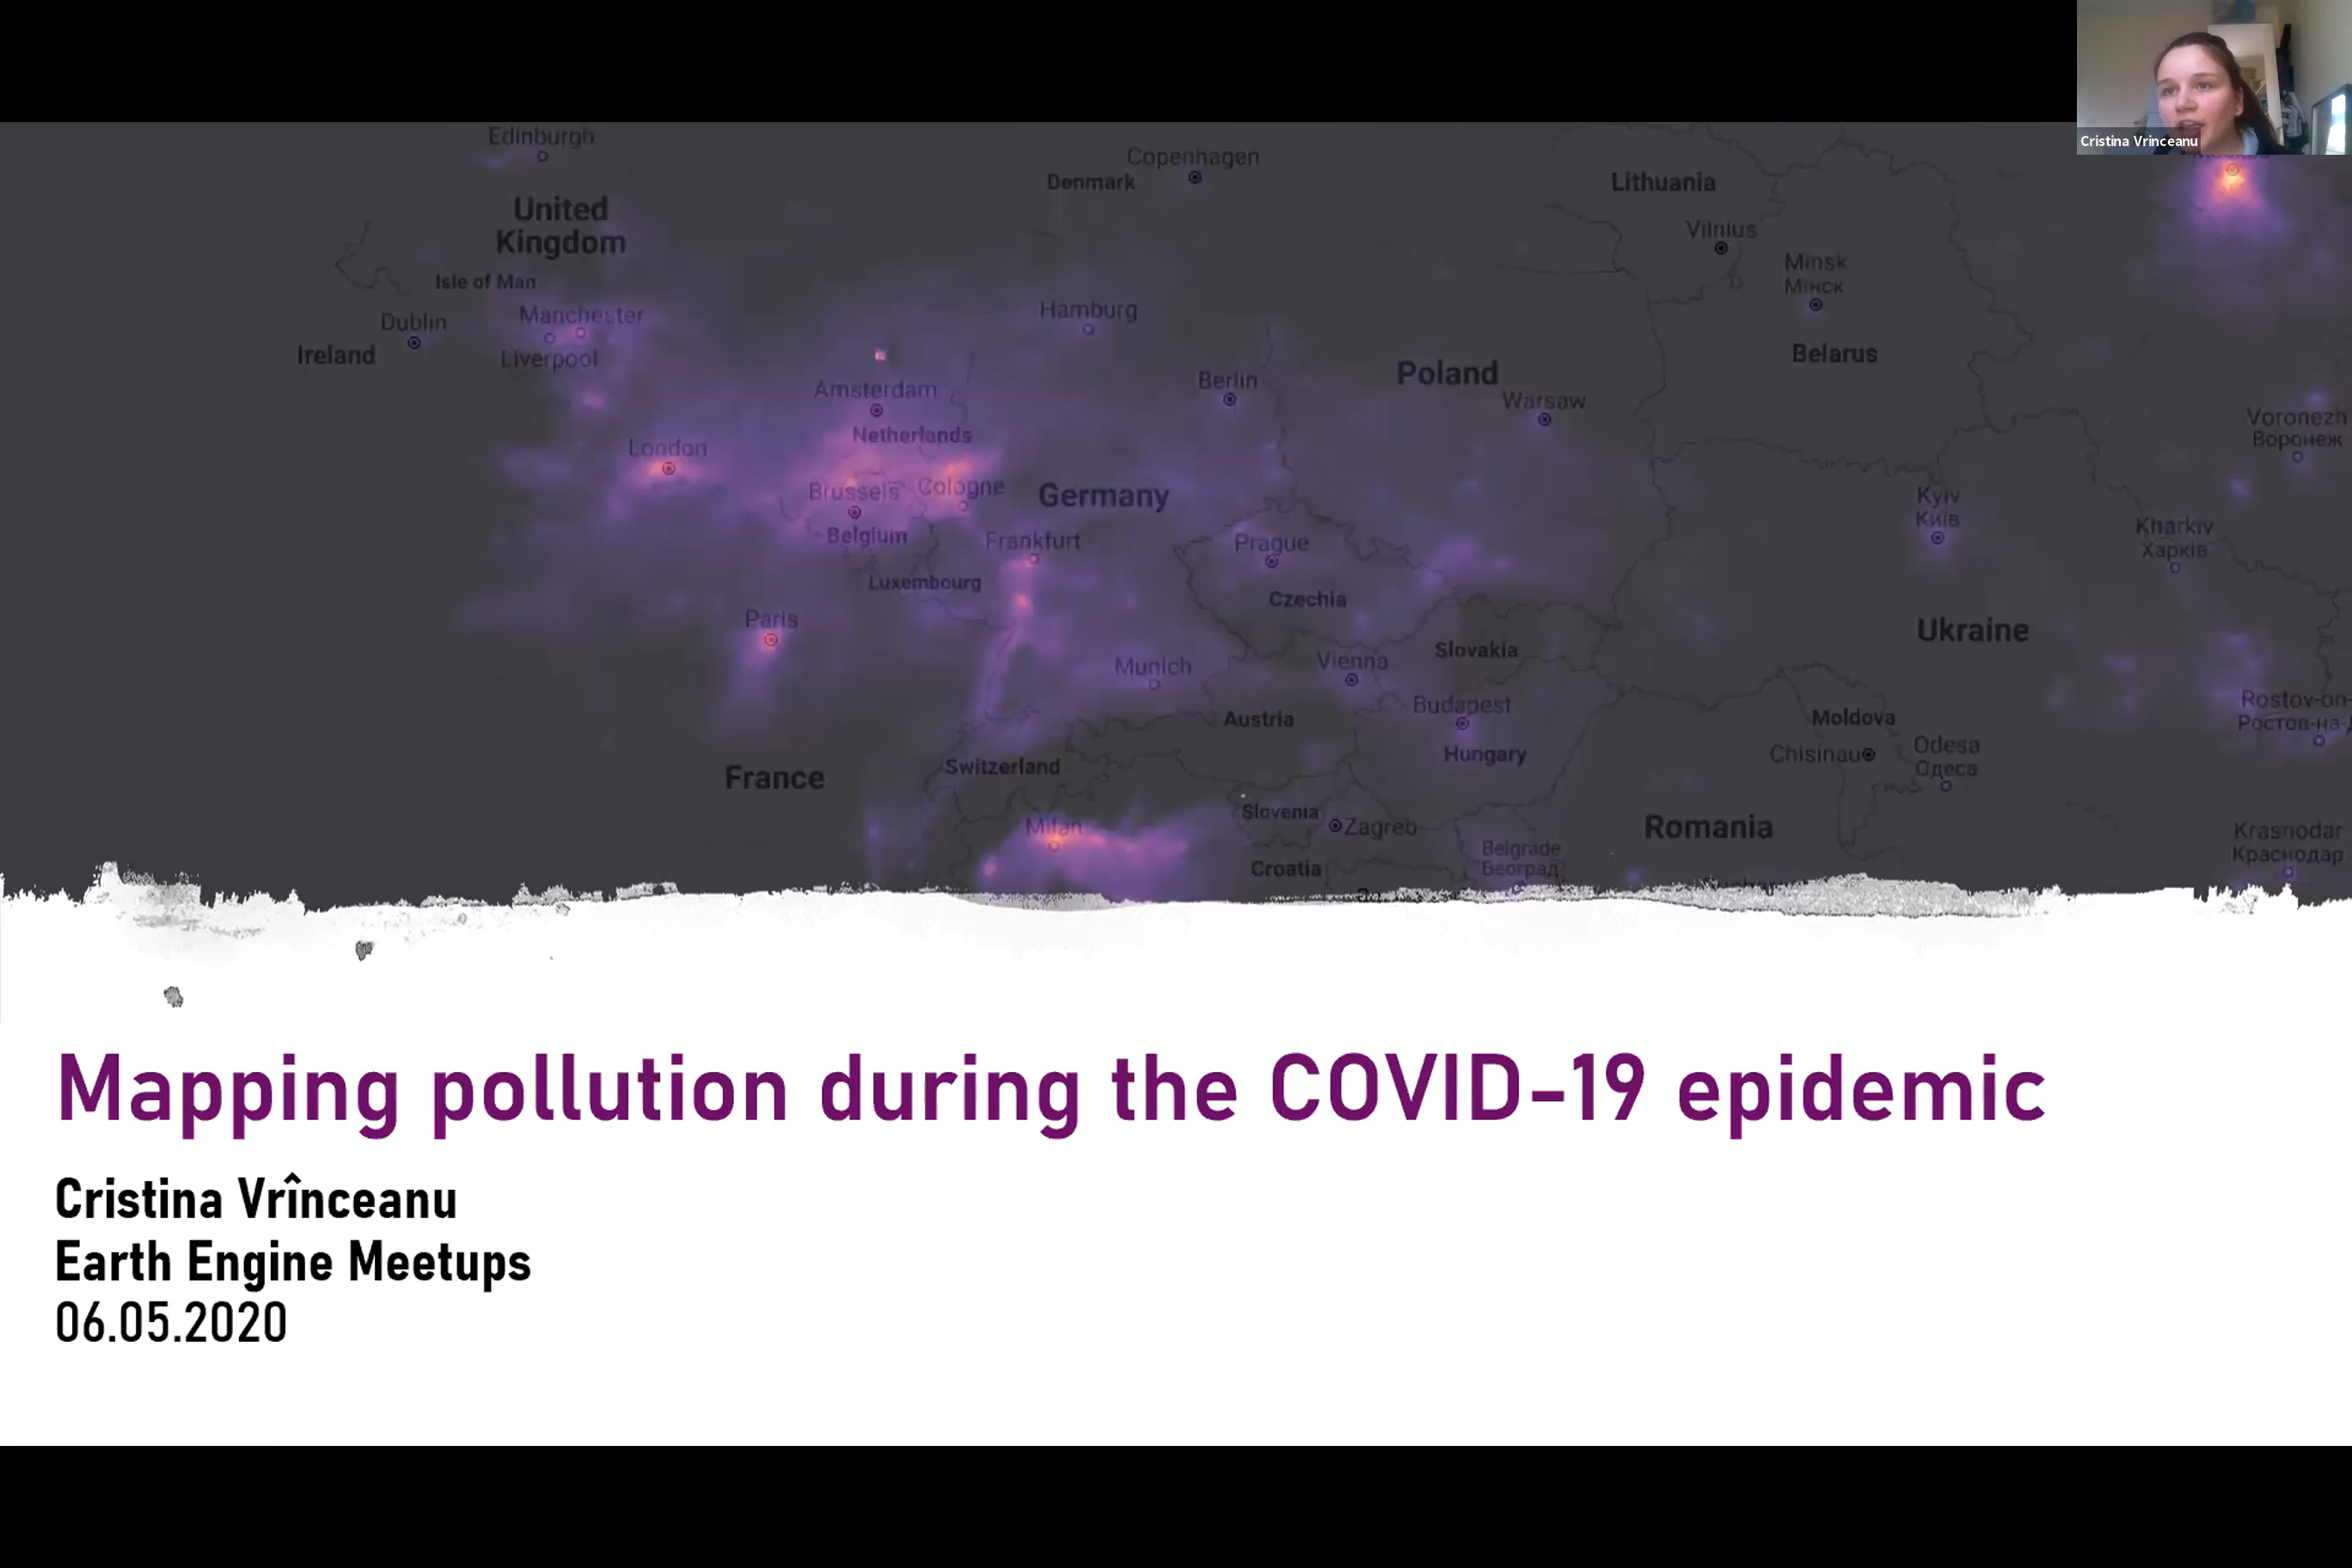 Cristina Vrinceanu
Edinburgh
Copenhagen
Denmark
Lithuania
United
Kingdom
Vilnius
Minsk
Мінск
Isle of Man
Hamburg
Manchester
Dublin
Ireland
Liverpool
Belarus
Poland
Berlin
Amsterdam
Warsaw
Voronezh
Воронеж
Netherlands
London
Brussels
Cologne
Germany
Kyiv
Київ
Kharkiv
Харків
Belgium
Frankfurt
Prague
Luxembourg
Czechia
Paris
Ukraine
Slovakia
Munich
Vienna
Budapest
Rostov-on-
Ростов-на-
Austria
Moldova
Hungary
Chisinau
Odesa
Одеса
Switzerland
France
Slovenia
Milan
Zagreb
Romania
Krasnodar
Краснодар
Belgrade
Београд
Croatia
Mapping pollution during the COVID-19 epidemic
Cristina Vrînceanu
Earth Engine Meetups
06.05.2020